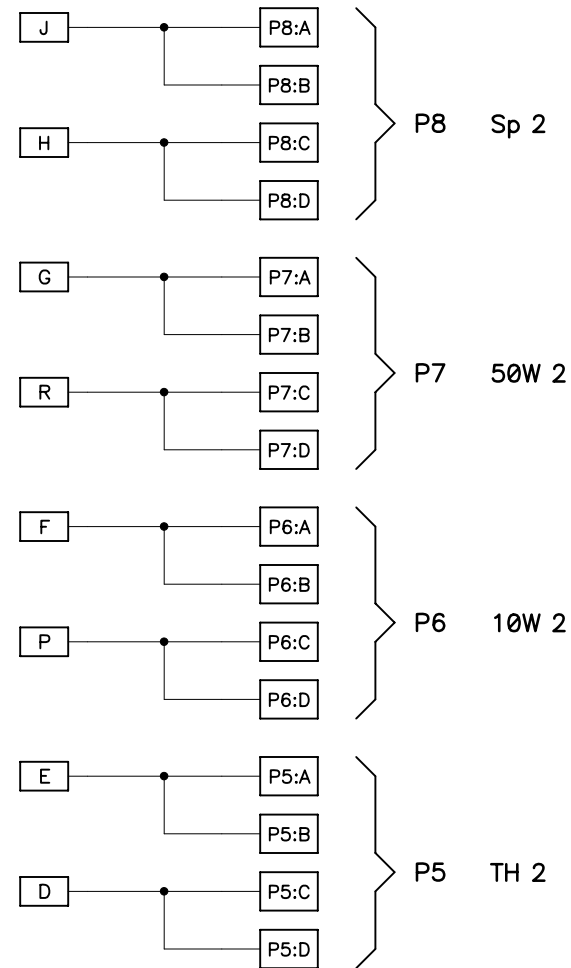 J P8:A
P8:B
P8 Sp 2
H P8:C
P8:D
G P7:A
P7:B
P7 50W 2
R P7:C
P7:D
F P6:A
P6:B
P6 10W 2
P P6:C
P6:D
E P5:A
P5:B
P5 TH 2
D P5:C
P5:D